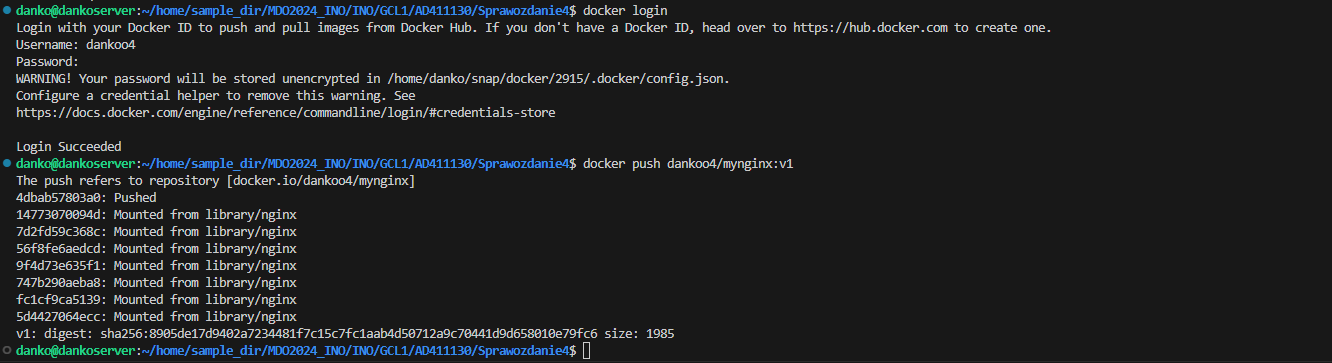 danko@dankoserver:~/home/sample_dir/MDO2024_INO/INO/GCL1/AD411130/Sprawozdanie4$ docker login
Login with your Docker ID to push and pull images from Docker Hub. If you don't have a Docker ID, head over to https://hub.docker.com to create one.
Username: dankoo4
Password:
WARNING! Your password will be stored unencrypted in /home/danko/snap/docker/2915/.docker/config.json.
Configure a credential helper to remove this warning. See
https://docs.docker.com/engine/reference/commandline/login/#credentials-store
Login Succeeded
danko@dankoserver:~/home/sample_dir/MDO2024_INO/INO/GCL1/AD411130/Sprawozdanie4$ docker push dankoo4/mynginx:v1
The push refers to repository [docker.io/dankoo4/mynginx]
4dbab57803a0: Pushed
14773070094d: Mounted from library/nginx
7d2fd59c368c: Mounted from library/nginx
56f8fe6aedcd: Mounted from library/nginx
9f4d73e635f1: Mounted from library/nginx
747b290aeba8: Mounted from library/nginx
fc1cf9ca5139: Mounted from library/nginx
5d4427064ecc: Mounted from library/nginx
v1: digest: sha256:8905de17d9402a7234481f7c15c7fc1aab4d50712a9c70441d9d658010e79fc6 size: 1985
danko@dankoserver:~/home/sample_dir/MDO2024_INO/INO/GCL1/AD411130/Sprawozdanie4$